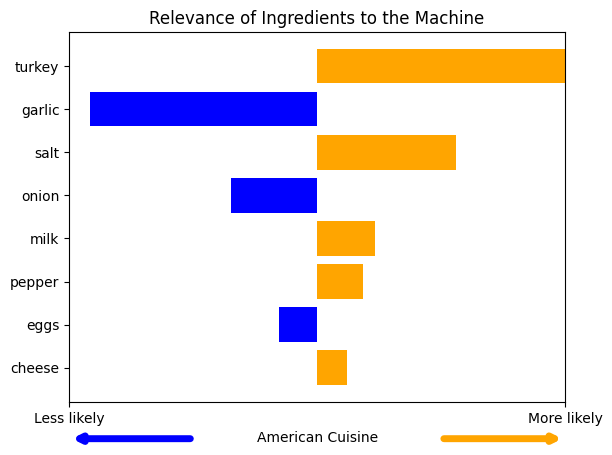 Relevance of Ingredients to the Machine
turkey
garlic
salt
onion
milk
pepper
eggs
cheese
Less likely
More likely
American Cuisine